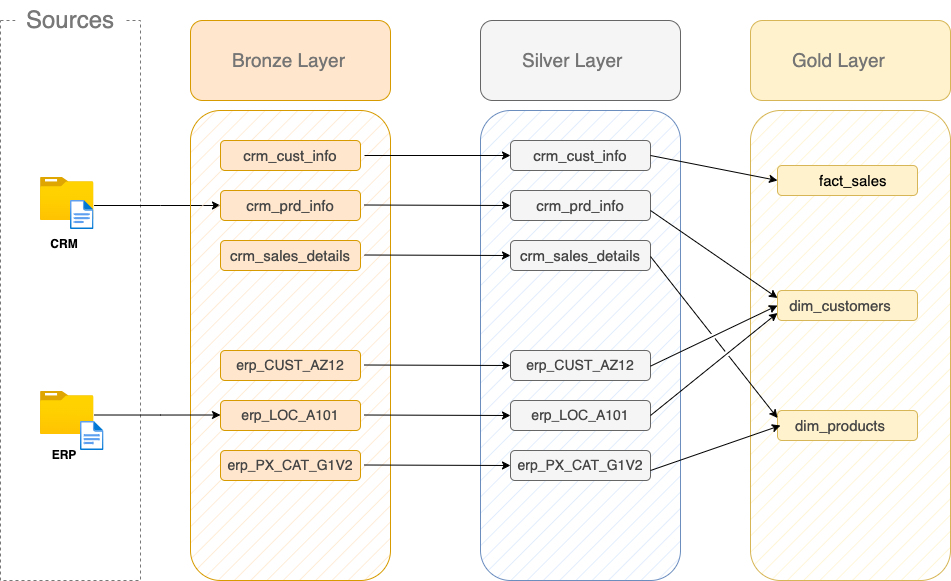 Sources
Bronze Layer
Silver Layer
Gold Layer
crm_cust_info
crm_cust_info
fact_sales
crm_prd_info
crm_prd_info
CRM
crm_sales_details
crm_sales_details
dim_customers
erp_CUST_AZ12
erp_CUST_AZ12
erp_LOC_A101
erp_LOC_A101
dim_products
ERP
erp_PX_CAT_G1V2
erp_PX_CAT_G1V2